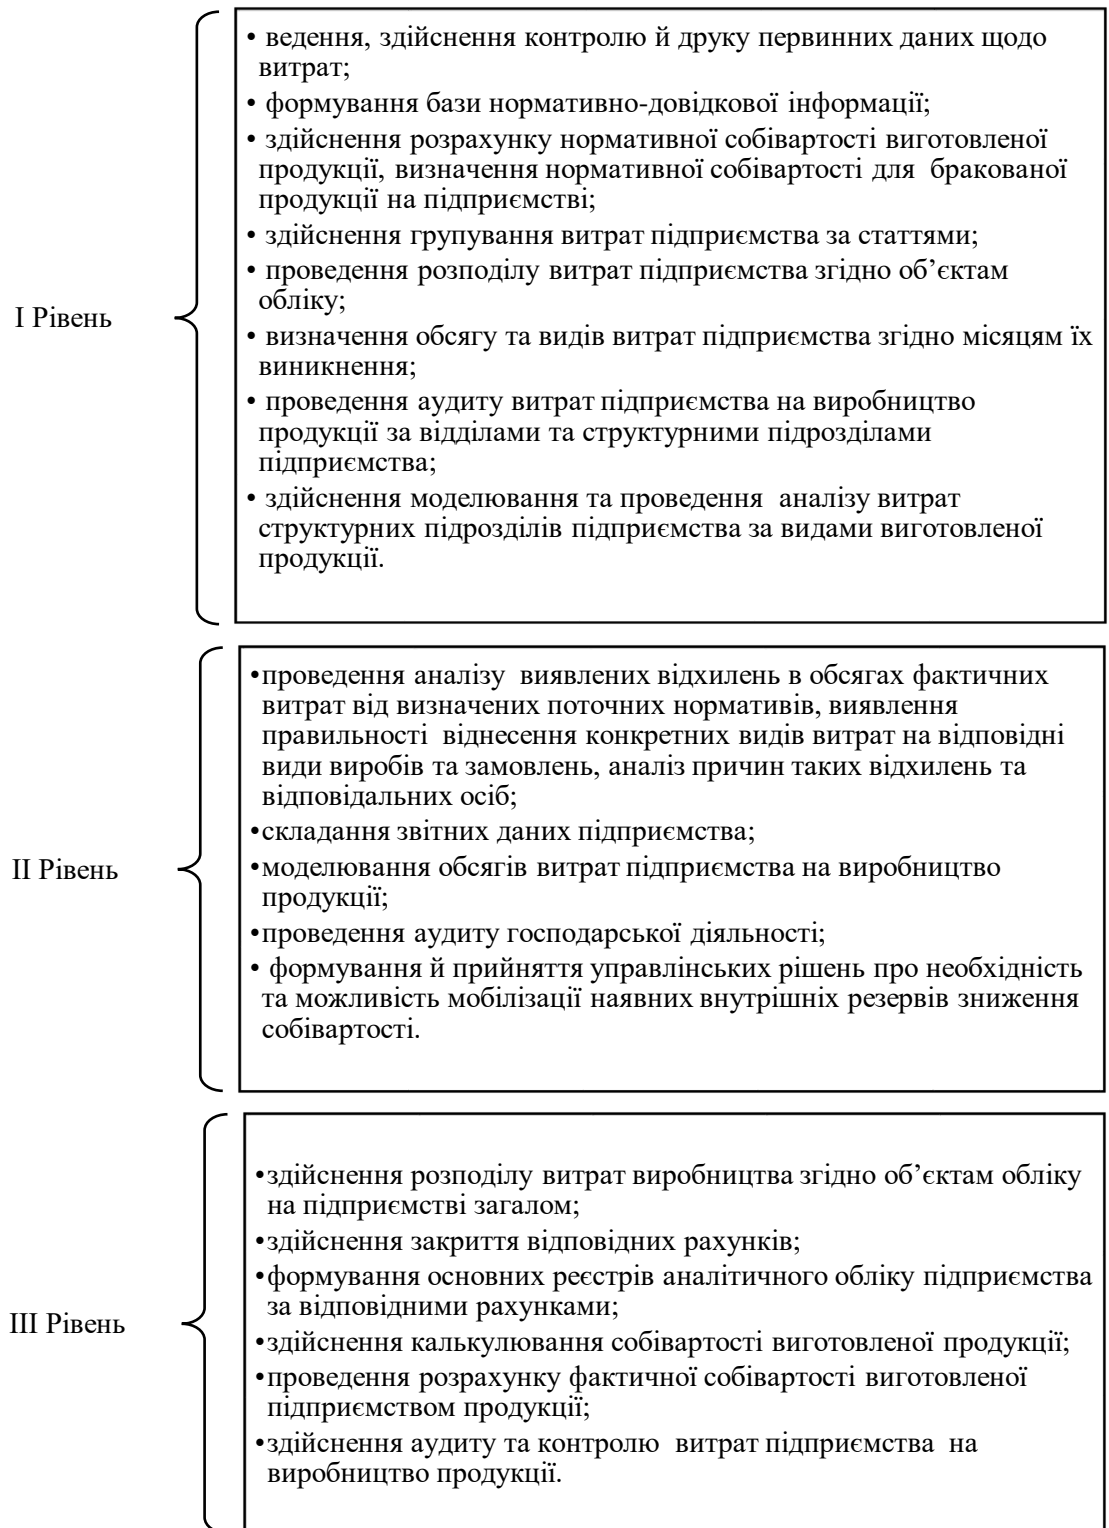 I Рівень
• ведення, здійснення контролю й друку первинних даних щодо
витрат;
• формування бази нормативно-довідкової інформації;
• здійснення розрахунку нормативної собівартості виготовленої
продукції, визначення нормативної собівартості для бракованої
продукції на підприємстві;
• здійснення групування витрат підприємства за статтями;
• проведення розподілу витрат підприємства згідно об’єктам
обліку;
• визначення обсягу та видів витрат підприємства згідно місяцям їх
виникнення;
• проведення аудиту витрат підприємства на виробництво
продукції за відділами та структурними підрозділами
підприємства;
• здійснення моделювання та проведення аналізу витрат
структурних підрозділів підприємства за видами виготовленої
продукції.
II Рівень
•проведення аналізу виявлених відхилень в обсягах фактичних
витрат від визначених поточних нормативів, виявлення
правильності віднесення конкретних видів витрат на відповідні
види виробів та замовлень, аналіз причин таких відхилень та
відповідальних осіб;
•складання звітних даних підприємства;
•моделювання обсягів витрат підприємства на виробництво
продукції;
•проведення аудиту господарської діяльності;
• формування й прийняття управлінських рішень про необхідність
та можливість мобілізації наявних внутрішніх резервів зниження
собівартості.
III Рівень
•здійснення розподілу витрат виробництва згідно об’єктам обліку
на підприємстві загалом;
•здійснення закриття відповідних рахунків;
•формування основних реєстрів аналітичного обліку підприємства
за відповідними рахунками;
•здійснення калькулювання собівартості виготовленої продукції;
•проведення розрахунку фактичної собівартості виготовленої
підприємством продукції;
•здійснення аудиту та контролю витрат підприємства на
виробництво продукції.